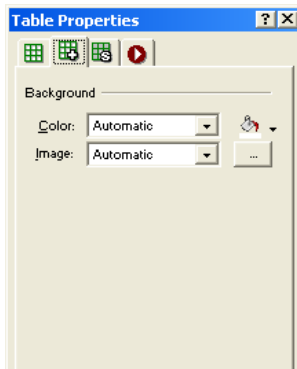 Table Properties
Background
Color: Automatic
Image: Automatic ...